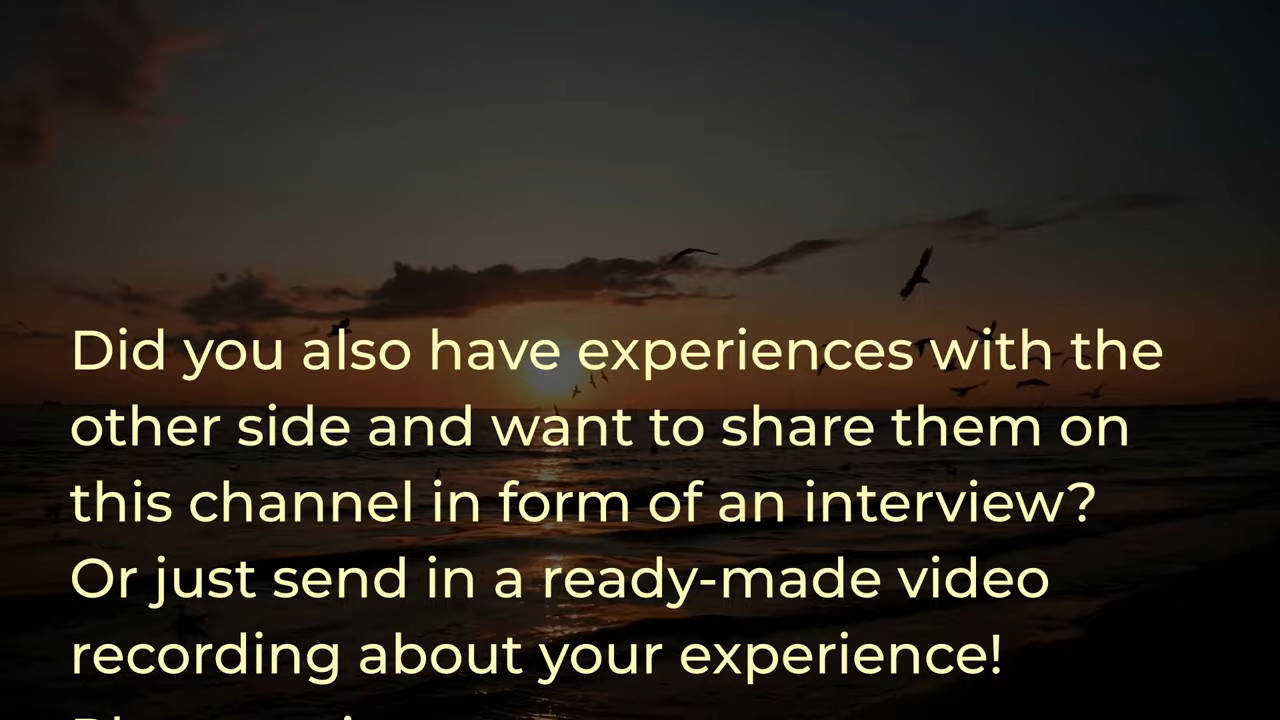 Did you also have experiences with the
other side and want to share them on
this channel in form of an interview?
Or just send in a ready-made video
recording about your experience!